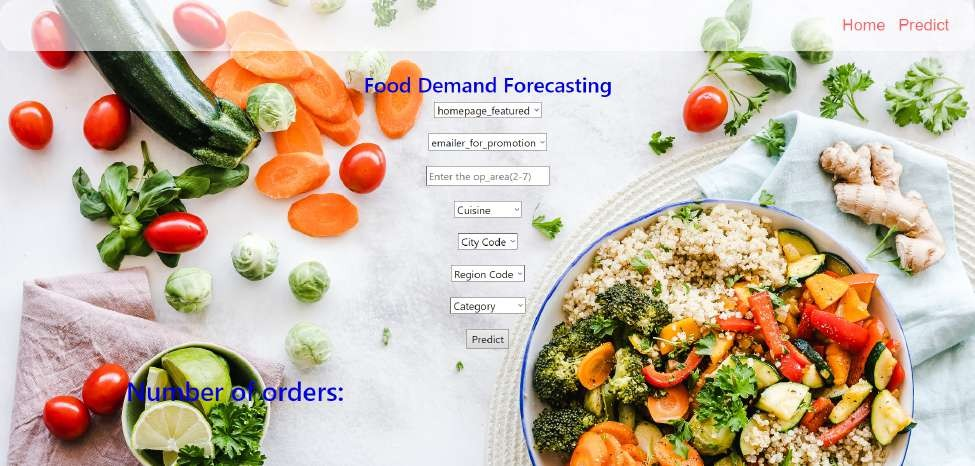 Home Predict
Food Demand Forecasting
homepage_featured
emailer_for_promotion
Enter the op_area(2-7)
Cuisine
City Code
Region Code
Category
Predict
Number of orders: